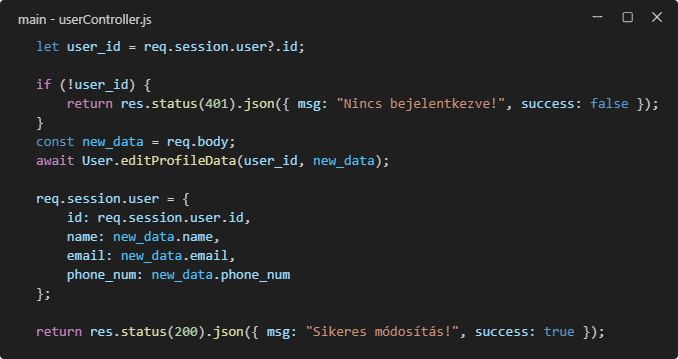 main - userController.js
let user_id = req.session.user?.id;
if (!user_id) {
return res.status(401).json({ msg: "Nincs bejelentkezve!", success: false });
}
const new_data = req.body;
await User.editProfileData(user_id, new_data);
req.session.user = {
id: req.session.user.id,
name: new_data.name,
email: new_data.email,
phone_num: new_data.phone_num
};
return res.status(200).json({ msg: "Sikeres módosítás!", success: true });